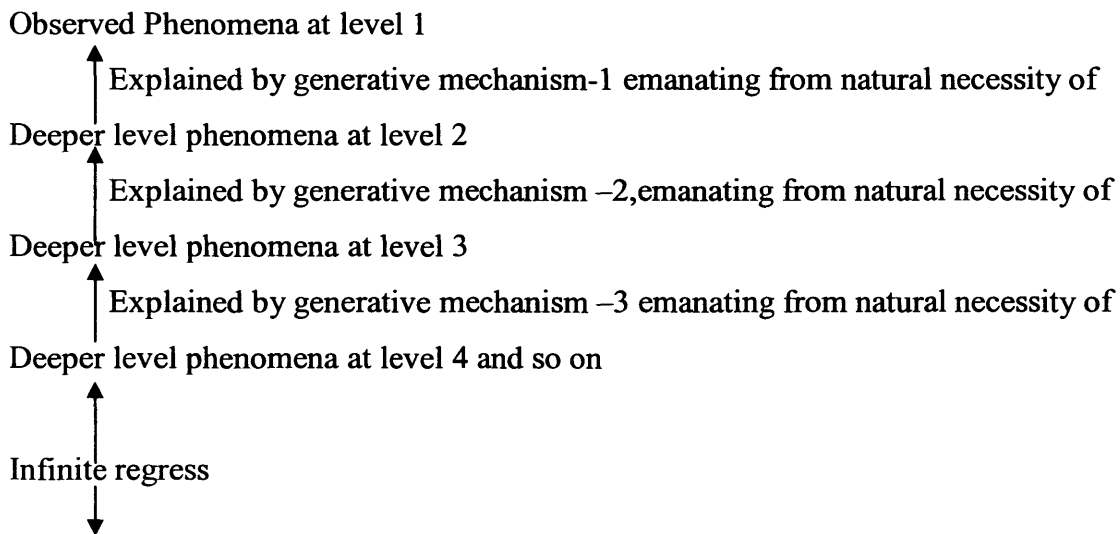 Observed Phenomena at level 1
Explained by generative mechanism-1 emanating from natural necessity of
Deeper level phenomena at level 2
Explained by generative mechanism –2,emanating from natural necessity of
Deeper level phenomena at level 3
Explained by generative mechanism –3 emanating from natural necessity of
Deeper level phenomena at level 4 and so on
Infinite regress